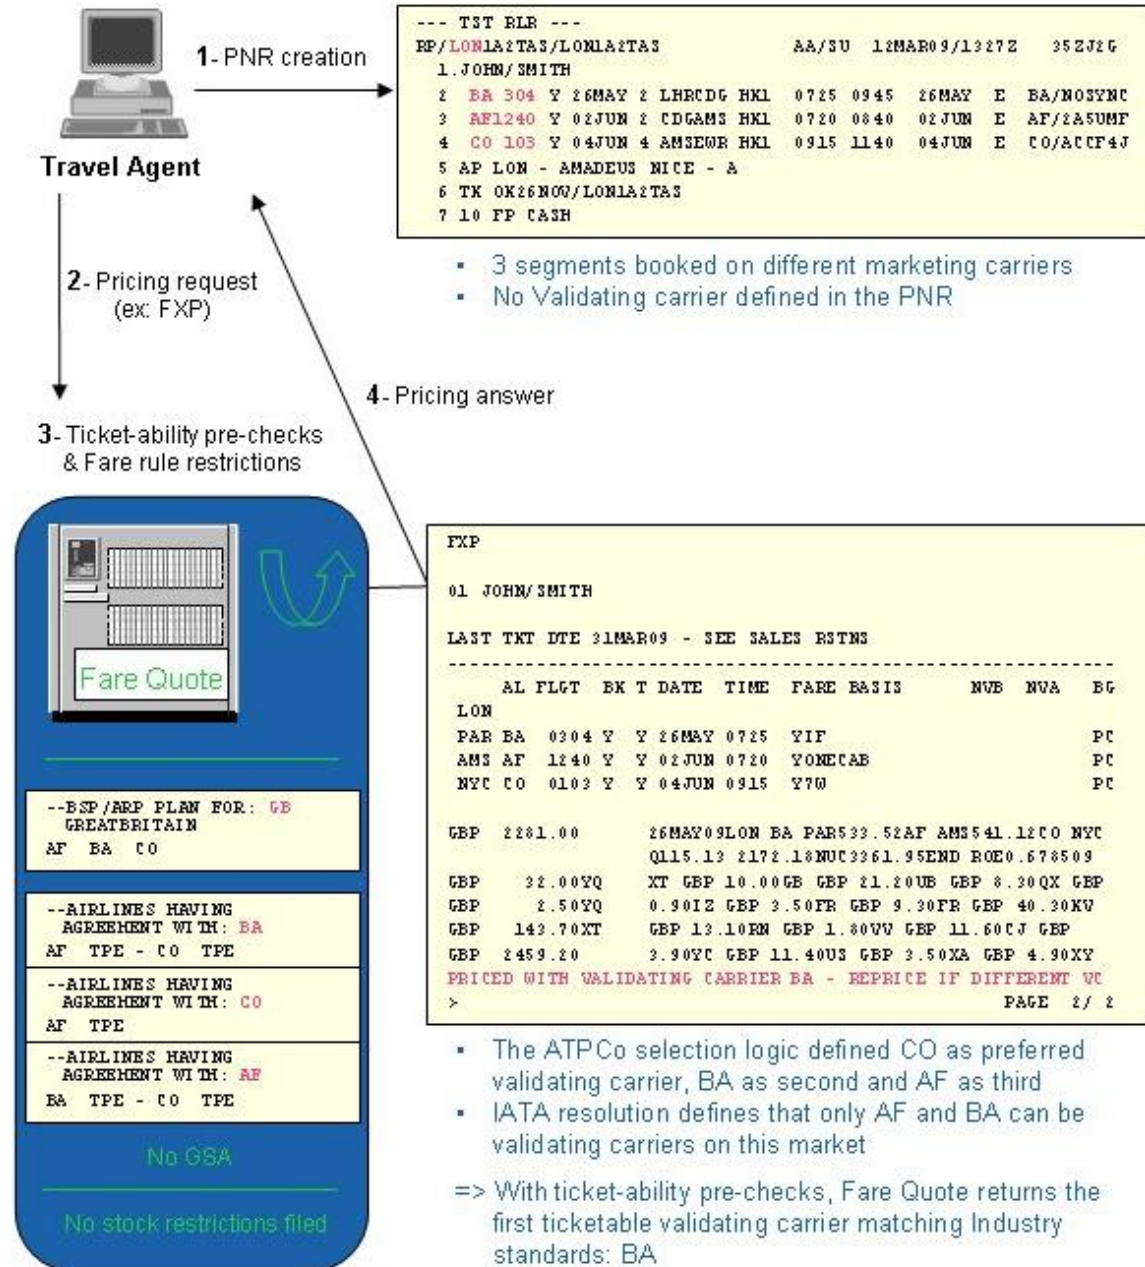 1- PNR creation
Travel Agent
--- TST RLR ---
RP/LON1A2TAS/LON1A2TAS AA/SU 12MAR09/1327Z 35ZJ2G
1.JOHN/SMITH
2 BA 304 Y 26MAY 2 LHRCDG HK1 0725 0945 26MAY E BA/NOSYNC
3 AF1240 Y 02JUN 2 CDGAMS HK1 0720 0840 02JUN E AF/2A5UMF
4 CO 103 Y 04JUN 4 AMSEWR HK1 0915 1140 04JUN E CO/ACCF4J
5 AP LON - AMADEUS NICE - A
6 TK OK26NOV/LON1A2TAS
7 10 FP CASH
▪ 3 segments booked on different marketing carriers
▪ No Validating carrier defined in the PNR
2- Pricing request
(ex: FXP)
4- Pricing answer
3- Ticket-ability pre-checks
& Fare rule restrictions
Fare Quote
--BSP/ARP PLAN FOR: GB
GREATBRITAIN
AF BA CO
--AIRLINES HAVING
AGREEMENT WITH: BA
AF TPE - CO TPE
--AIRLINES HAVING
AGREEMENT WITH: CO
AF TPE
--AIRLINES HAVING
AGREEMENT WITH: AF
BA TPE - CO TPE
No GSA
No stock restrictions filed
FXP
01 JOHN/SMITH
LAST TKT DTE 31MAR09 - SEE SALES RSTNS
------------------------------------------------------------
AL FLGT BK T DATE TIME FARE BASIS NVB NVA BG
LON
PAR BA 0304 Y Y 26MAY 0725 YIF PC
AMS AF 1240 Y Y 02JUN 0720 YONECAB PC
NYC CO 0103 Y Y 04JUN 0915 Y7W PC
GBP 2281.00 26MAY09LON BA PAR533.52AF AMS541.12CO NYC
Q115.13 2172.18NUC3361.95END ROE0.678509
GBP 32.00YQ XT GBP 10.00GB GBP 21.20UB GBP 8.30QX GBP
GBP 2.50YQ 0.90IZ GBP 3.50FR GBP 9.30FR GBP 40.30KV
GBP 143.70XT GBP 13.10RN GBP 1.80VV GBP 11.60CJ GBP
GBP 2459.20 3.90YC GBP 11.40US GBP 3.50XA GBP 4.90XY
PRICED WITH VALIDATING CARRIER BA - REPRICE IF DIFFERENT VC
> PAGE 2/ 2
▪ The ATPCo selection logic defined CO as preferred
validating carrier, BA as second and AF as third
▪ IATA resolution defines that only AF and BA can be
validating carriers on this market
=> With ticket-ability pre-checks, Fare Quote returns the
first ticketable validating carrier matching Industry
standards: BA